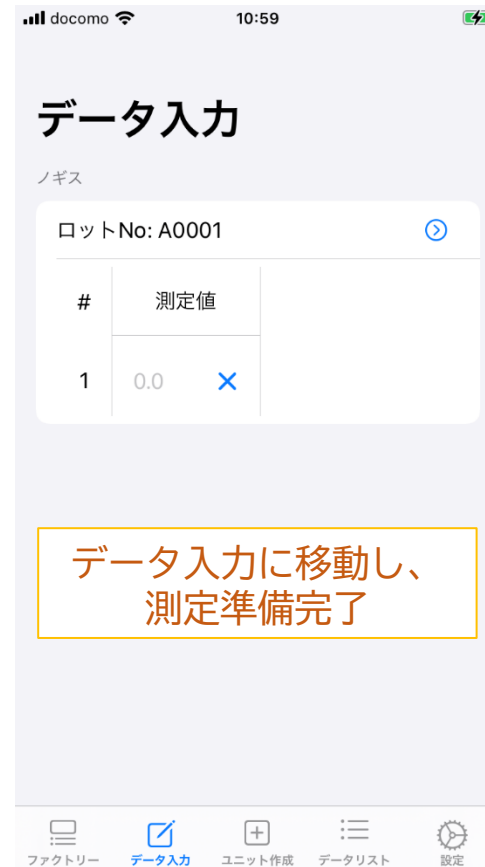 docomo 10:59
データ入力
ノギス
ロットNo: A0001
# 測定値
1 0.0
データ入力に移動し、
測定準備完了
ファクトリー データ入力 ユニット作成 データリスト 設定